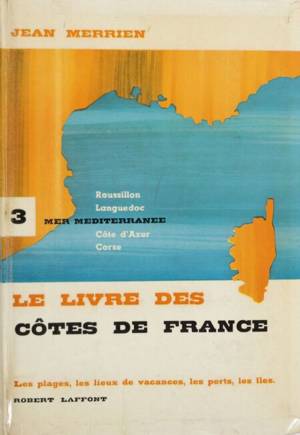 JEAN MERRIEN
Roussillon
Languedoc
3 MER MEDITERRANEE
Côte d'Azur
Corse
LE LIVRE DES
CÔTES DE FRANCE
Les plages, les lieux de vacances, les ports, les îles.
ROBERT LAFFONT